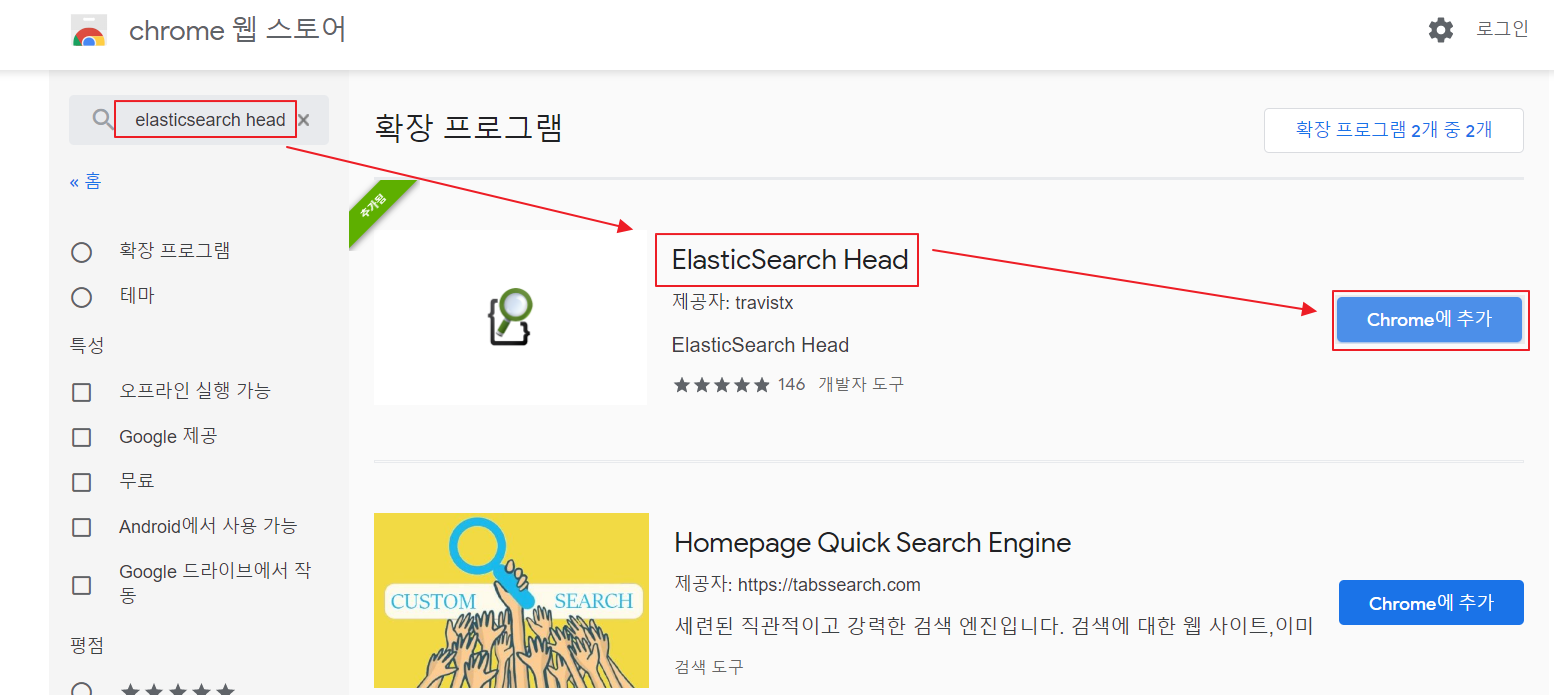 chrome 웹 스토어
로그인
elasticsearch head
« 홈
확장 프로그램
테마
특성
오프라인 실행 가능
Google 제공
무료
Android에서 사용 가능
Google 드라이브에서 작
동
평점
확장 프로그램
확장 프로그램 2개 중 2개
추가됨
ElasticSearch Head
제공자: travistx
ElasticSearch Head
146 개발자 도구
Chrome에 추가
CUSTOM SEARCH
Homepage Quick Search Engine
제공자: https://tabssearch.com
세련된 직관적이고 강력한 검색 엔진입니다. 검색에 대한 웹 사이트,이미
검색 도구
Chrome에 추가